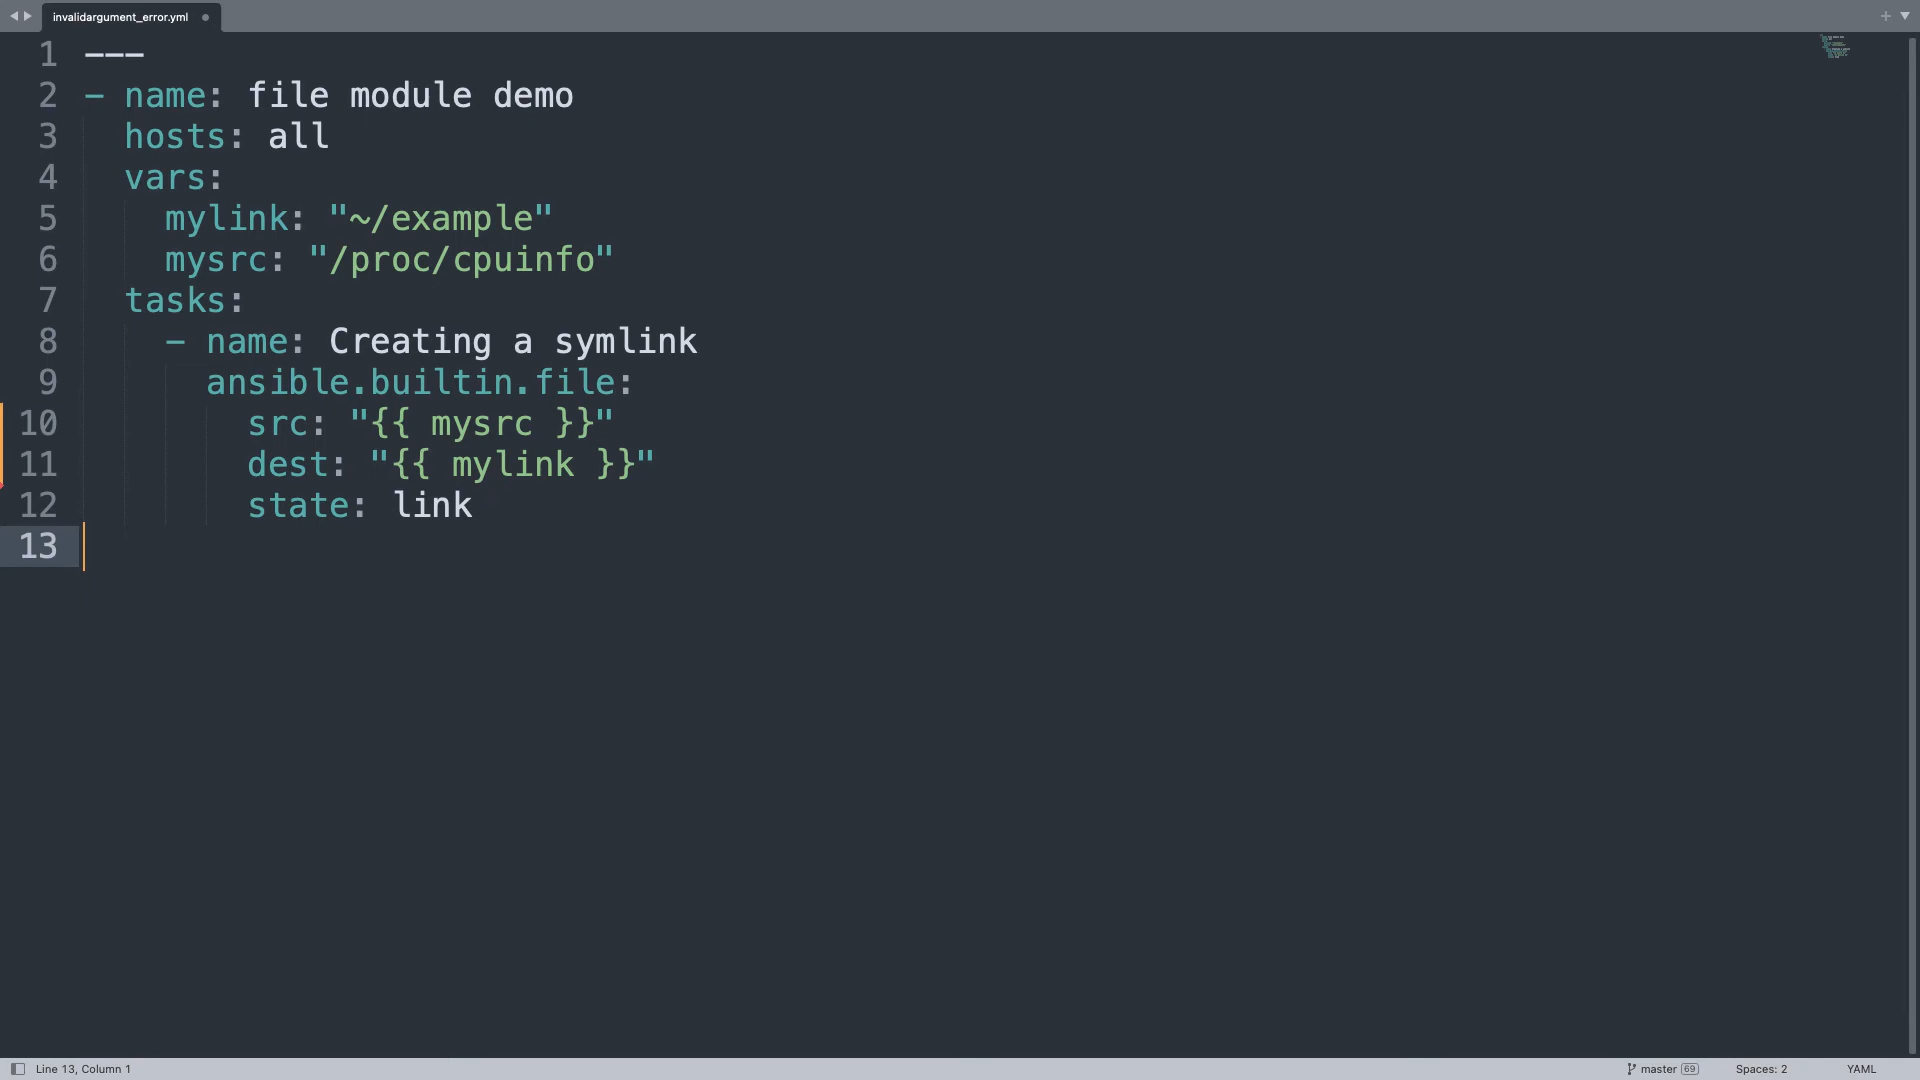 invalidargument_error.yml
1 ---
2 - name: file module demo
3   hosts: all
4   vars:
5     mylink: "~/example"
6     mysrc: "/proc/cpuinfo"
7   tasks:
8     - name: Creating a symlink
9       ansible.builtin.file:
10         src: "{{ mysrc }}"
11         dest: "{{ mylink }}"
12         state: link
13
Line 13, Column 1 master 69 Spaces: 2 YAML